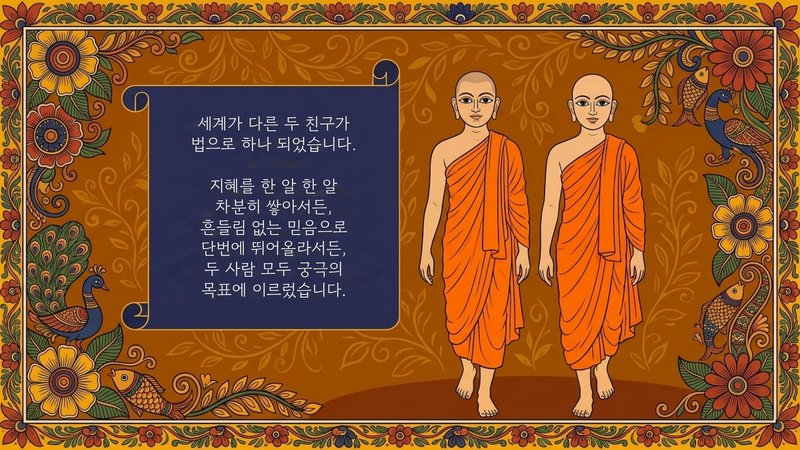 세계가 다른 두 친구가
법으로 하나 되었습니다.
지혜를 한 알 한 알
차분히 쌓아서든,
흔들림 없는 믿음으로
단번에 뛰어올라서든,
두 사람 모두 궁극의
목표에 이르렀습니다.